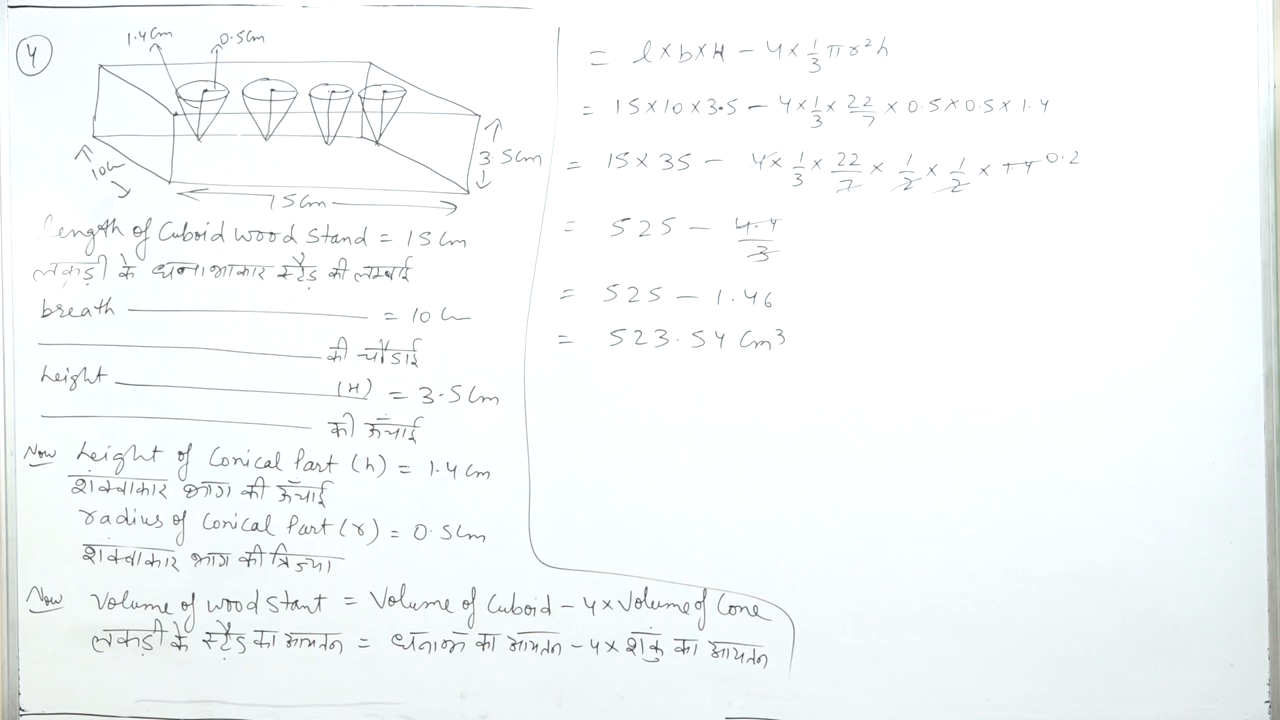 4
1.4cm
0.5cm
10cm
3.5cm
15cm
length of Cuboid wood Stand = 15cm
लकड़ी के घनाभाकार स्टैंड की लम्बाई
breath = 10cm
की चौडाई
height (H) = 3.5cm
की ऊँचाई
Now height of Conical Part (h) = 1.4cm
शंक्वाकार भाग की ऊँचाई
radius of Conical Part (r) = 0.5cm
शंक्वाकार भाग की त्रिज्या
Now Volume of wood Stant = Volume of Cuboid - 4 x Volume of Cone
लकड़ी के स्टैंड का आयतन = घनाभ का आयतन - 4 x शंकु का आयतन
= l x b x H - 4 x 1/3 πr²h
= 15 x 10 x 3.5 - 4 x 1/3 x 22/7 x 0.5 x 0.5 x 1.4
= 15 x 35 - 4 x 1/3 x 22/7 x 1/2 x 1/2 x 1.4 0.2
= 525 - 4.4/3
= 525 - 1.46
= 523.54 Cm³